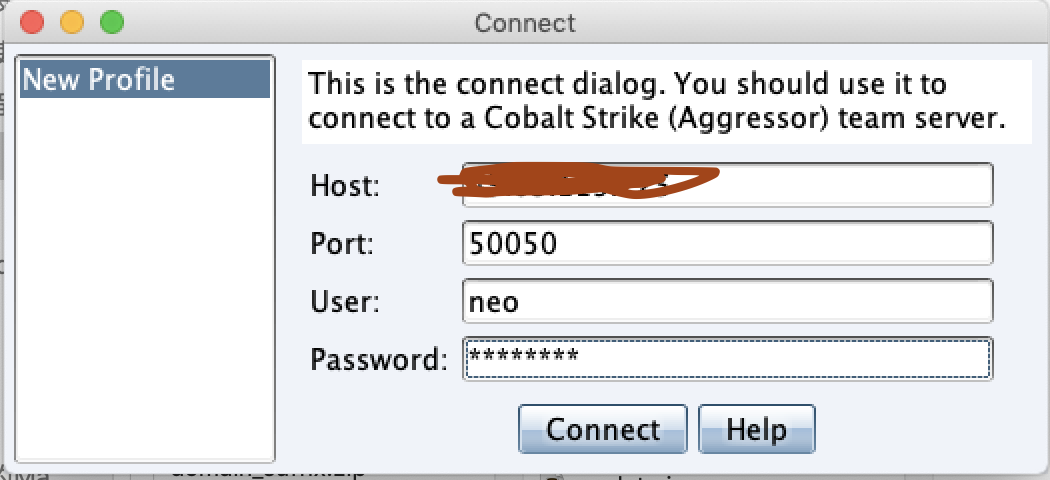 Connect
New Profile
This is the connect dialog. You should use it to
connect to a Cobalt Strike (Aggressor) team server.
Host:
Port: 50050
User: neo
Password: ********
Connect Help